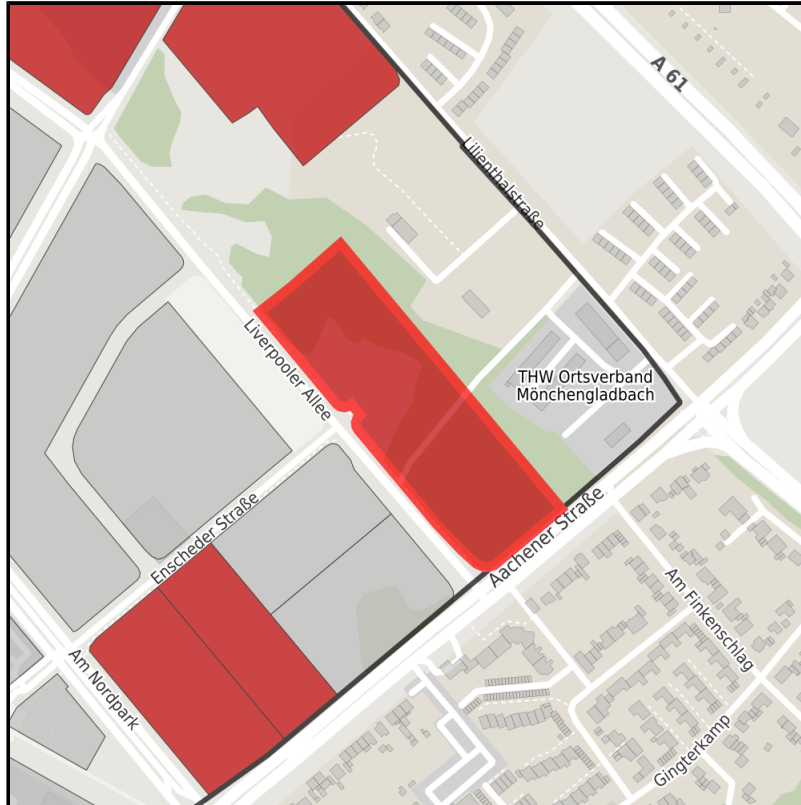 A 61
Lilienthalstraße
Liverpooler Allee
THW Ortsverband
Mönchengladbach
Enscheder Straße
Aachener Straße
Am Finkenschlag
Am Nordpark
Gingterkamp